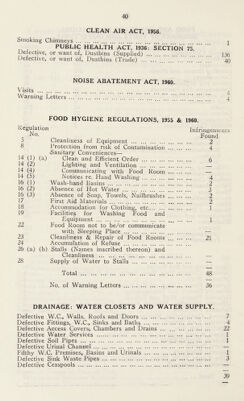 40
CLEAN AIR ACT, 1956.
Smoking Chimneys ... 1
PUBLIC HEALTH ACT, 1936: SECTION 75.
Defective, or want of, Dustbins (Supplied) ... 136
Defective, or want of, Dustbins (Trade) ... 40
NOISE ABATEMENT ACT, 1960.
Visits ... 4
Warning Letters ... 4
FOOD HYGIENE REGULATIONS, 1955 & 1960.
Regulation No. Infringements Found
5 Cleanliness of Equipment ... 2
8 Protection from risk of Contamination ... 4
Sanitary Conveniences—
14 (1) (a) Clean and Efficient Order ... 6
14 (2) Lighting and Ventilation ...
14 (4) Communicating with Food Room ...
14 (5) Notices re: Hand Washing ... 4
16 (1) Wash-hand Basins ... 2
16 (2) Absence of Hot Water ...
16 (3) Absence of Soap, Towels, Nailbrushes ... 2
17 First Aid Materials ... 2
18 Accommodation for Clothing, etc. ... 1
19 Facilities for Washing Food and
Equipment ... 1
22 Food Room not to be/or communicate
with Sleeping Place ...
23 Cleanliness & Repair of Food Rooms ... 21
24 Accumulation of Refuse ...
26 (a) (b) Stalls (Names inscribed thereon) and
Cleanliness ...
28 Supply of Water to Stalls ...
Total ... 48
No. of Warning Letters ... 36
DRAINAGE: WATER CLOSETS AND WATER SUPPLY.
Defective W.C., Walls, Roofs and Doors ... 7
Defective Fittings, W.C., Sinks and Baths ... 4
Defective Access Covers, Chambers and Drains ... 22
Defective Water Services ... 1
Defective Soil Pipes ... 1
Defective Urinal Channel ...
Filthy W.C. Premises, Basins and Urinals ... 1
Defective Sink Waste Pipes ... 3
Defective Cesspools ...
39